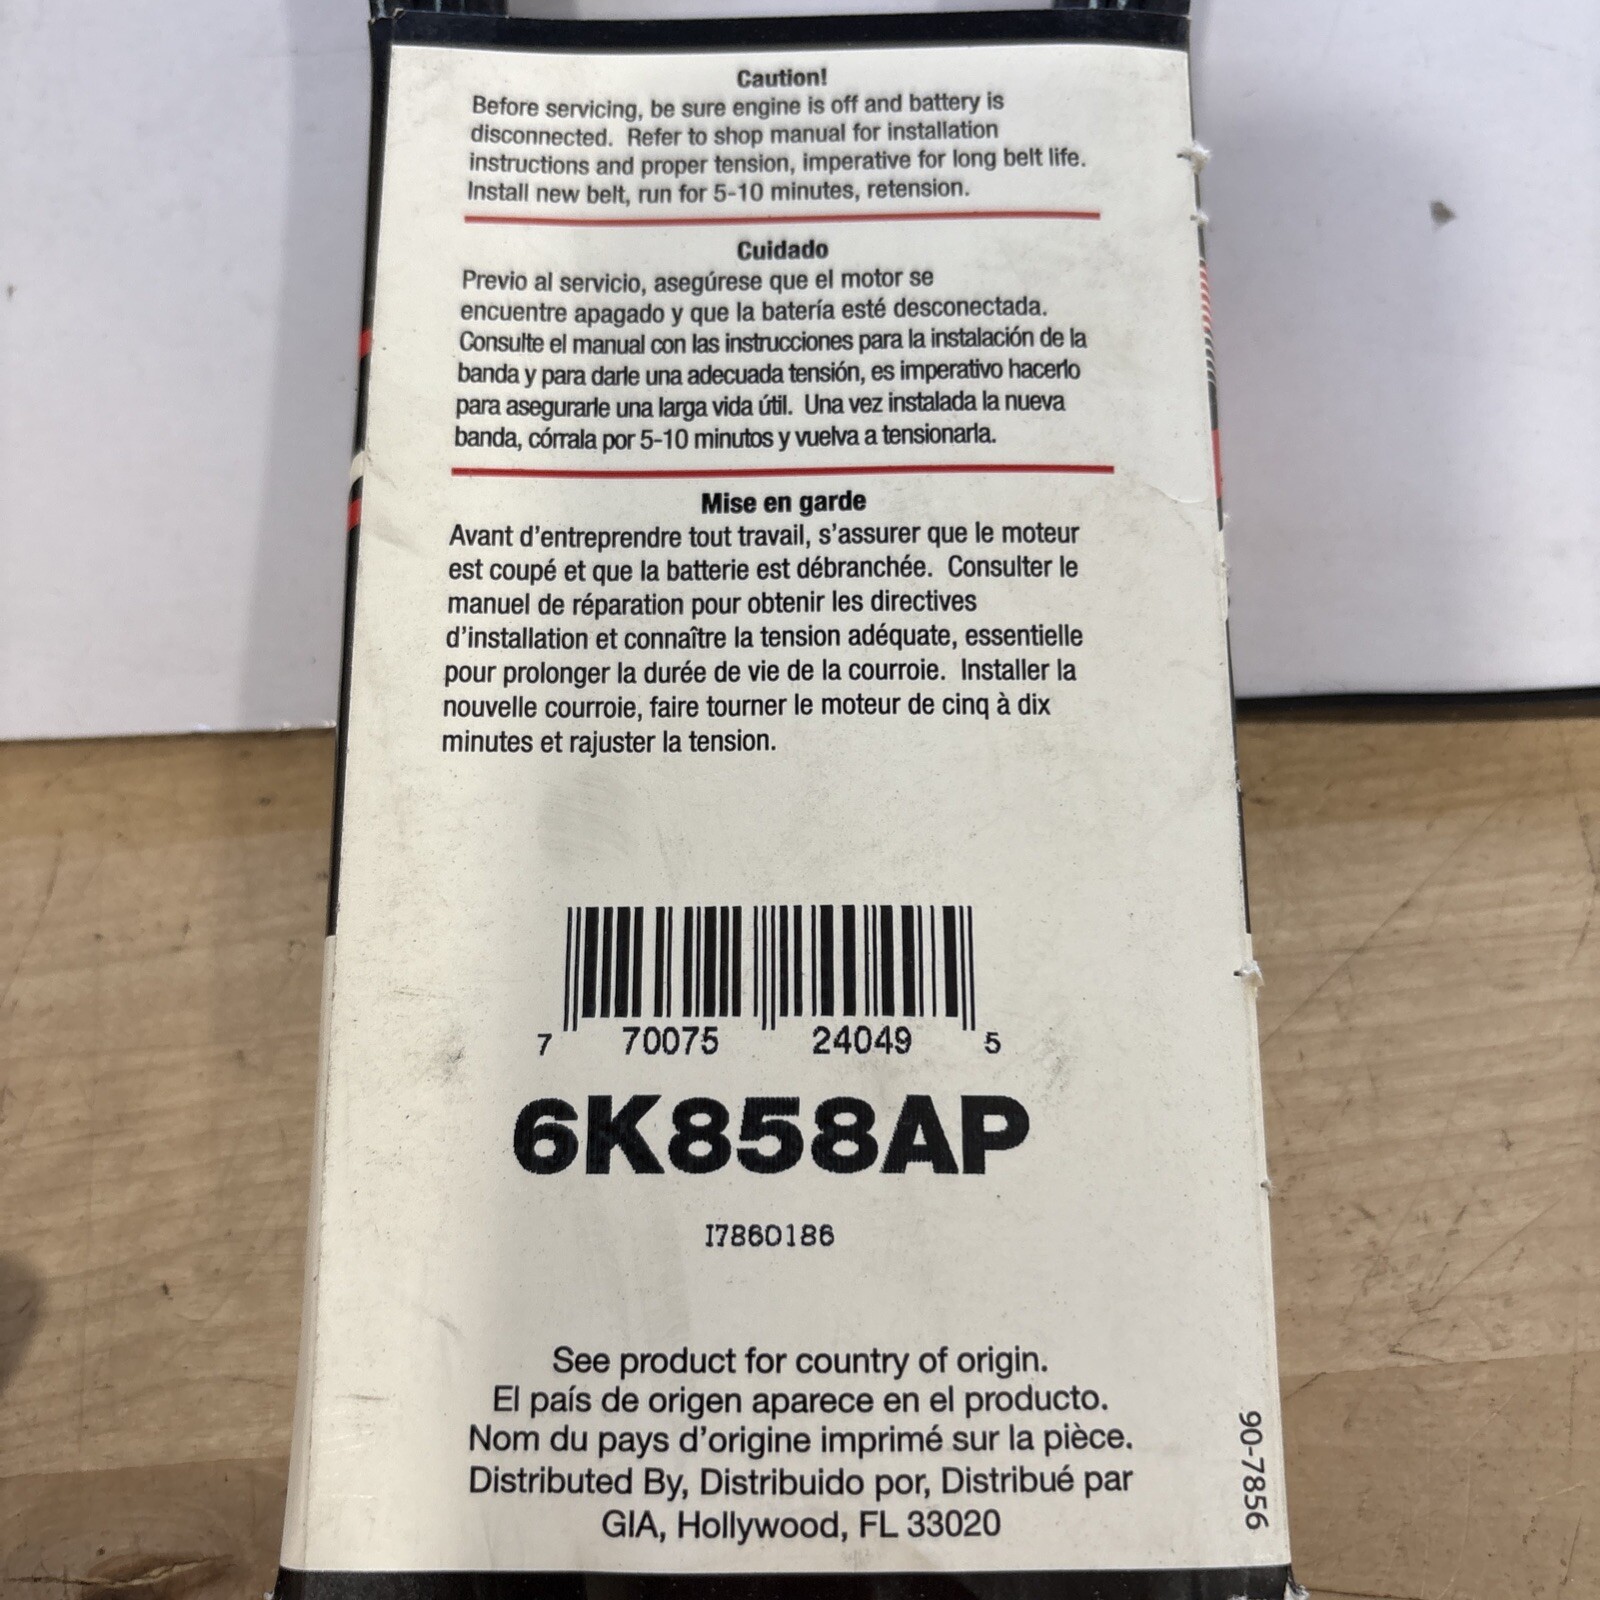 Caution!
Before servicing, be sure engine is off and battery is
disconnected. Refer to shop manual for installation
instructions and proper tension, imperative for long belt life.
Install new belt, run for 5-10 minutes, retension.
Cuidado
Previo al servicio, asegúrese que el motor se
encuentre apagado y que la batería esté desconectada.
Consulte el manual con las instrucciones para la instalación de la
banda y para darle una adecuada tensión, es imperativo hacerlo
para asegurarle una larga vida útil. Una vez instalada la nueva
banda, córrala por 5-10 minutos y vuelva a tensionarla.
Mise en garde
Avant d'entreprendre tout travail, s'assurer que le moteur
est coupé et que la batterie est débranchée. Consulter le
manuel de réparation pour obtenir les directives
d'installation et connaître la tension adéquate, essentielle
pour prolonger la durée de vie de la courroie. Installer la
nouvelle courroie, faire tourner le moteur de cinq à dix
minutes et rajuster la tension.
7 70075 24049 5
6K858AP
I7860186
See product for country of origin.
El país de origen aparece en el producto.
Nom du pays d'origine imprimé sur la pièce.
Distributed By, Distribuido por, Distribué par
GIA, Hollywood, FL 33020
90-7856